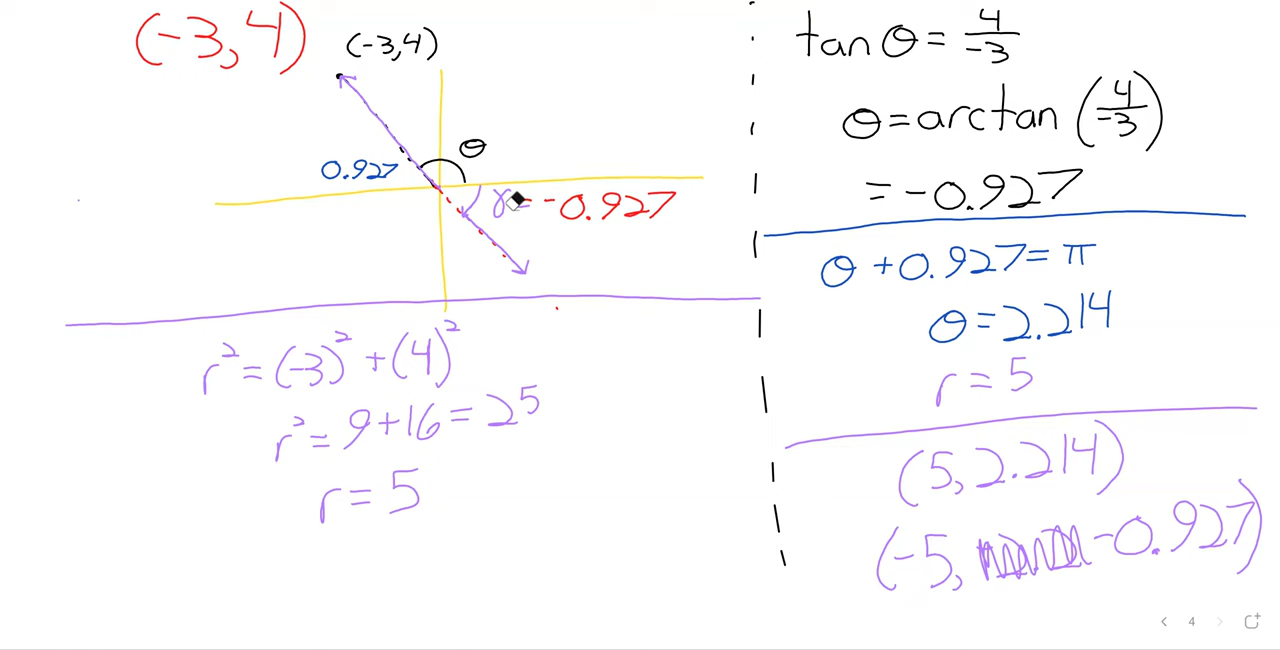 (-3,4)
(-3,4)
θ
0.927
-0.927
r² = (-3)² + (4)²
r² = 9+16 = 25
r = 5
tan θ = 4/-3
θ = arctan (4/-3)
= -0.927
θ + 0.927 = π
θ = 2.214
r = 5
(5, 2.214)
(-5, -0.927)
4